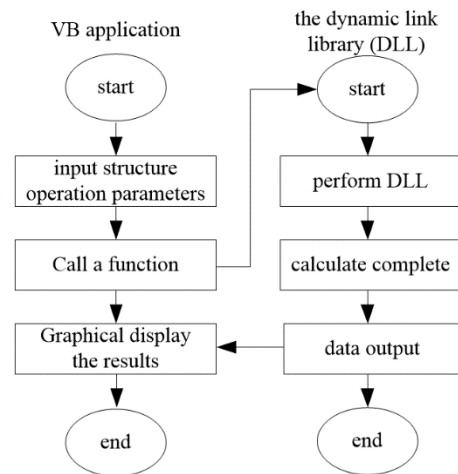 VB application
start
input structure
operation parameters
Call a function
Graphical display
the results
end
the dynamic link
library (DLL)
start
perform DLL
calculate complete
data output
end